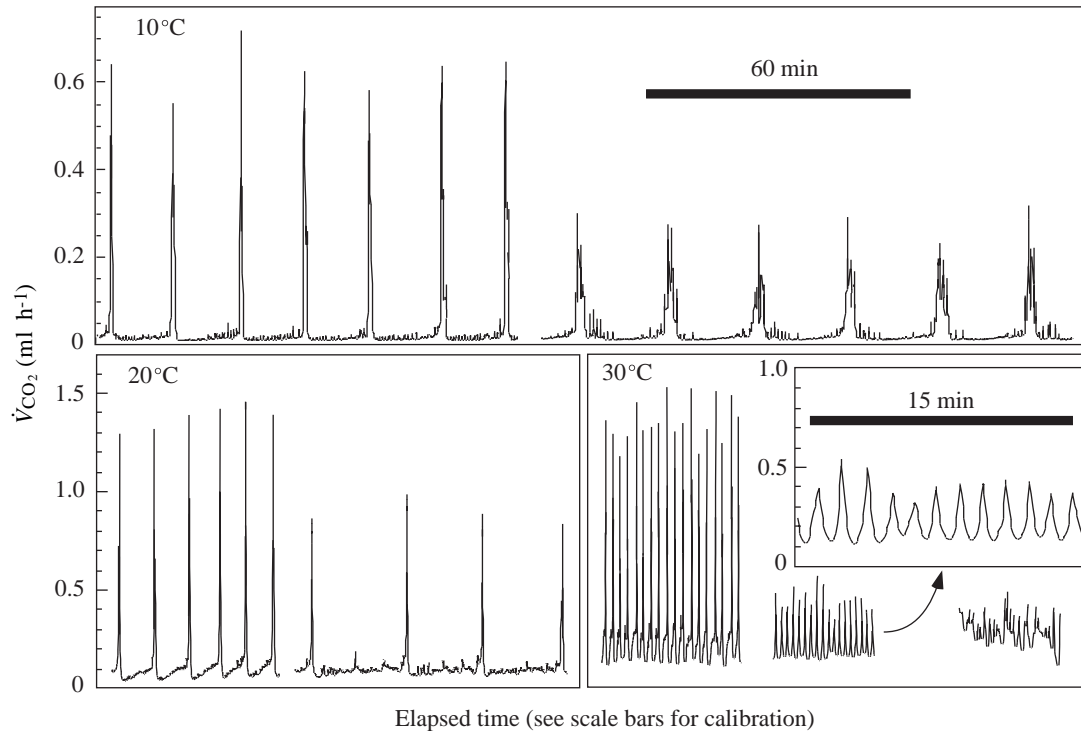 10°C
60 min
0.6
0.4
0.2
0
V̇CO₂ (ml h⁻¹)
20°C
1.5
1.0
0.5
0
30°C
1.0
15 min
0.5
0
Elapsed time (see scale bars for calibration)